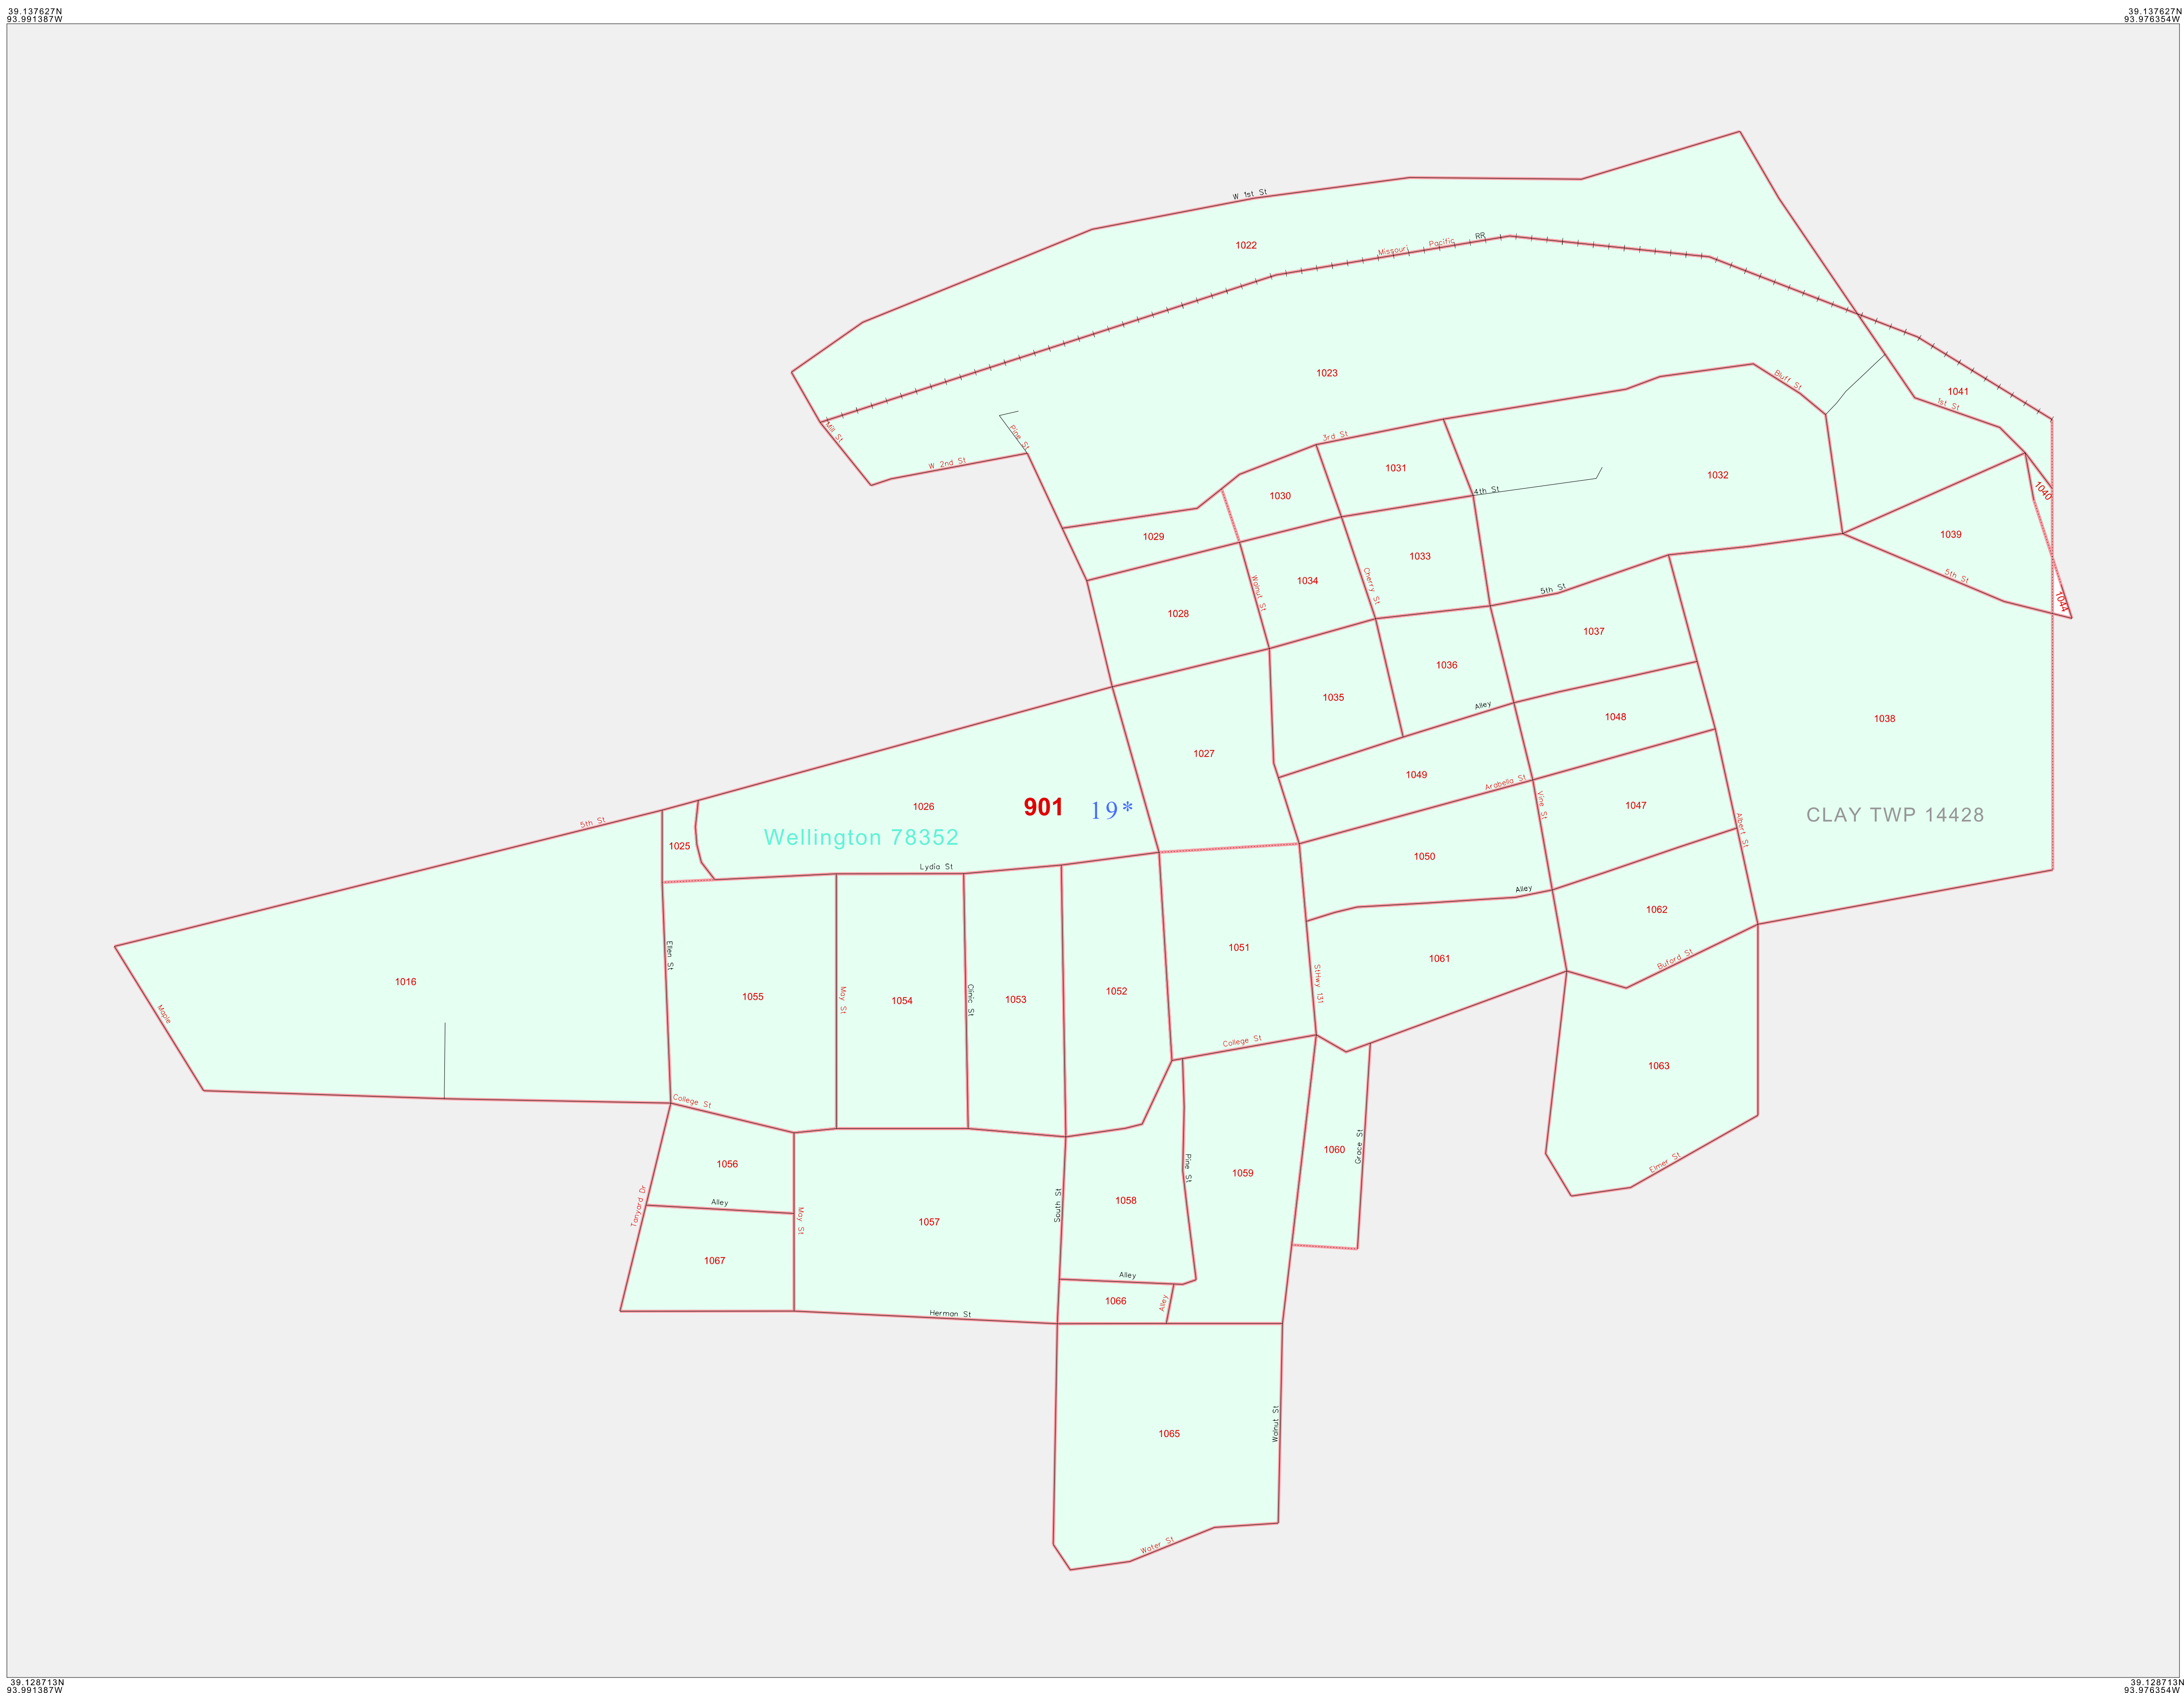 39.137627N
93.991387W
39.137627N
93.976354W
W 1st St
1022
Missouri Pacific RR
1023
Bluff St
1041
1st St
Mill St
Pine St
W 2nd St
3rd St
1031
1030
4th St
1032
1040
1029
1039
1033
5th St
1034
Walnut St
Cherry St
5th St
1044
1028
1037
1036
1035
Alley
1048
1038
1027
1049
Arabella St
1026
901
19*
Vine St
1047
CLAY TWP 14428
5th St
Wellington 78352
Albert St
1025
1050
Lydia St
Alley
1062
1051
Ellen St
1061
Buford St
1016
StHwy 131
1055
May St
1054
Clinic St
1053
1052
Maple
College St
1063
College St
1060
Grace St
1056
Pine St
1059
Elmer St
Alley
1058
South St
Tanyard Dr
May St
1057
1067
Alley
1066
Alley
Herman St
Walnut St
1065
Water St
39.128713N
93.991387W
39.128713N
93.976354W